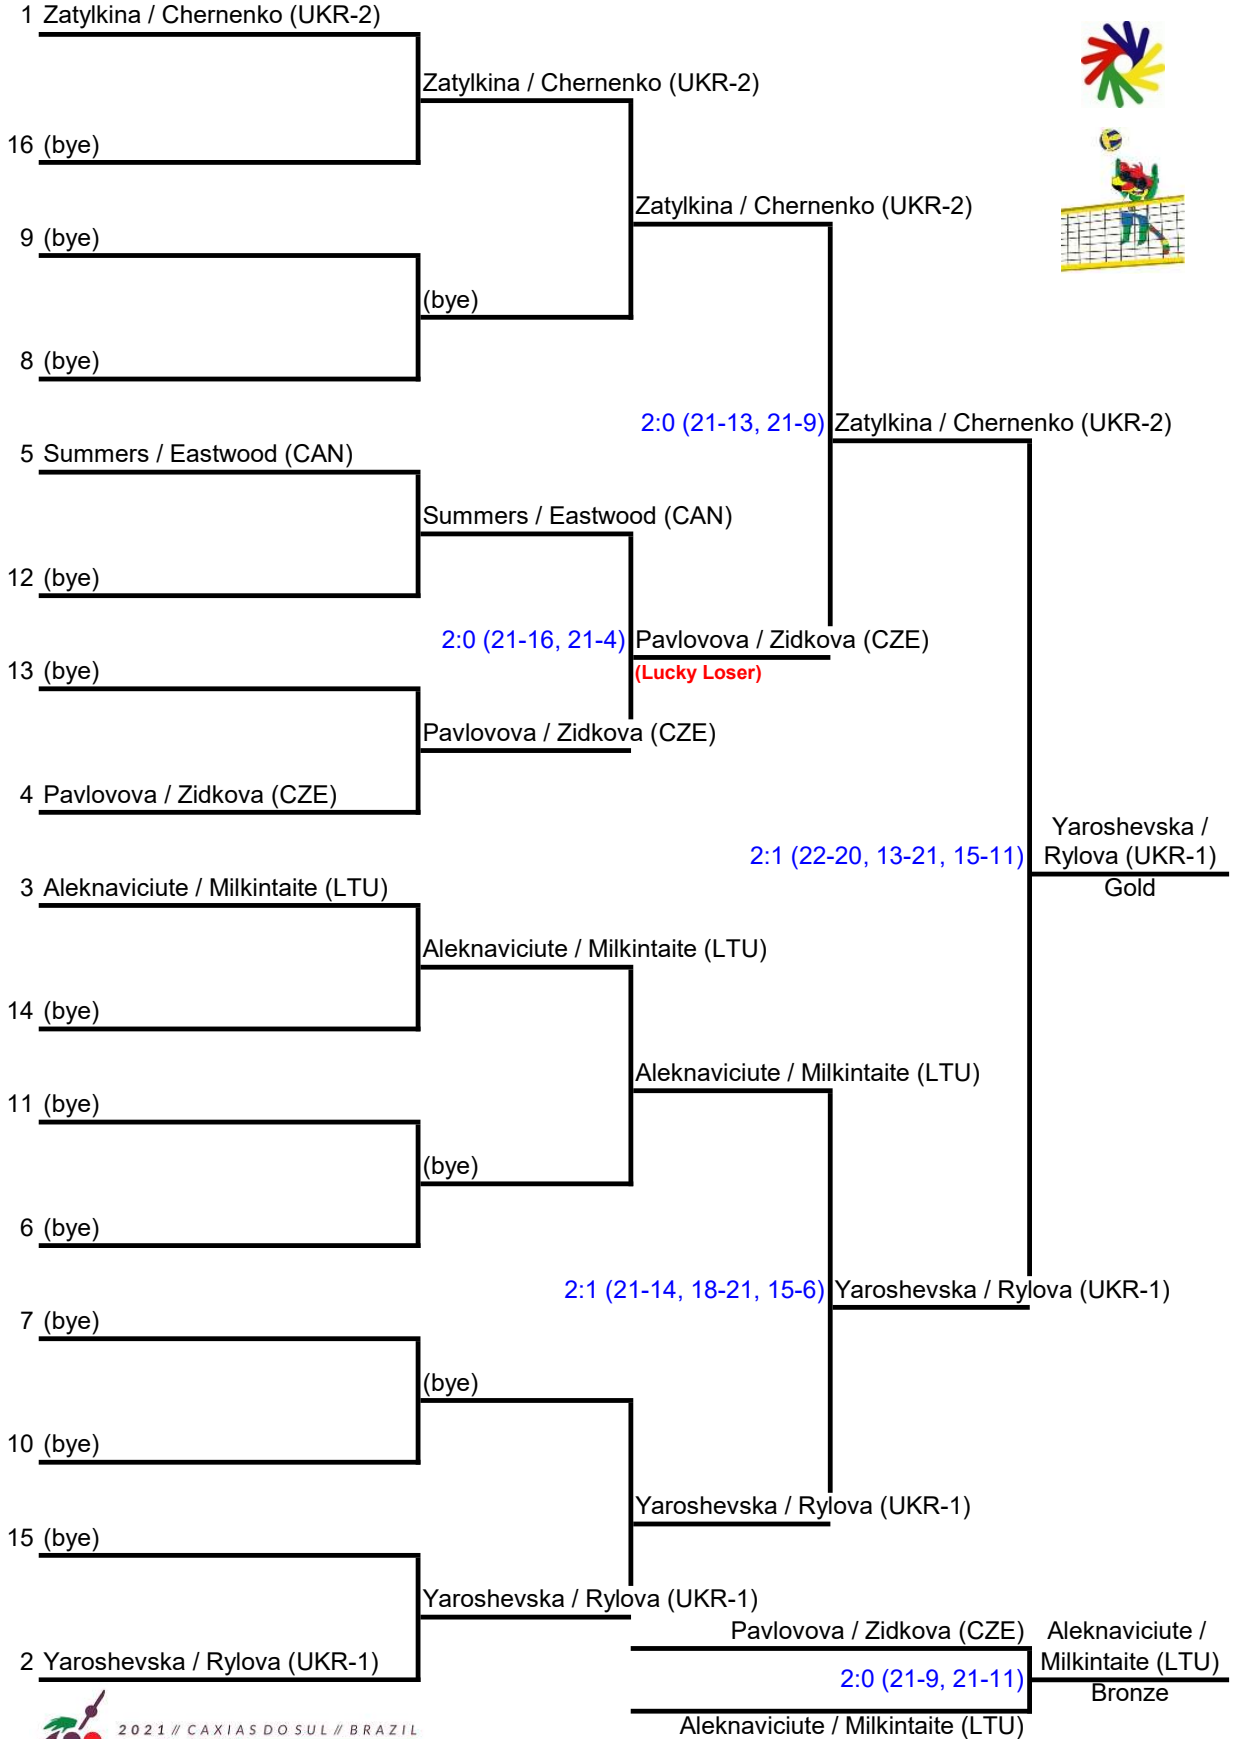 1 Zatylkina / Chernenko (UKR-2)
Zatylkina / Chernenko (UKR-2)
16 (bye)
Zatylkina / Chernenko (UKR-2)
9 (bye)
(bye)
8 (bye)
2:0 (21-13, 21-9) Zatylkina / Chernenko (UKR-2)
5 Summers / Eastwood (CAN)
Summers / Eastwood (CAN)
12 (bye)
2:0 (21-16, 21-4) Pavlovova / Zidkova (CZE)
(Lucky Loser)
13 (bye)
Pavlovova / Zidkova (CZE)
4 Pavlovova / Zidkova (CZE)
Yaroshevska /
2:1 (22-20, 13-21, 15-11) Rylova (UKR-1)
Gold
3 Aleknaviciute / Milkintaite (LTU)
Aleknaviciute / Milkintaite (LTU)
14 (bye)
Aleknaviciute / Milkintaite (LTU)
11 (bye)
(bye)
6 (bye)
2:1 (21-14, 18-21, 15-6) Yaroshevska / Rylova (UKR-1)
7 (bye)
(bye)
10 (bye)
Yaroshevska / Rylova (UKR-1)
15 (bye)
Yaroshevska / Rylova (UKR-1)
Pavlovova / Zidkova (CZE) Aleknaviciute /
2 Yaroshevska / Rylova (UKR-1) Milkintaite (LTU)
2:0 (21-9, 21-11)
Bronze
Aleknaviciute / Milkintaite (LTU)
2021 // CAXIAS DO SUL // BRAZIL